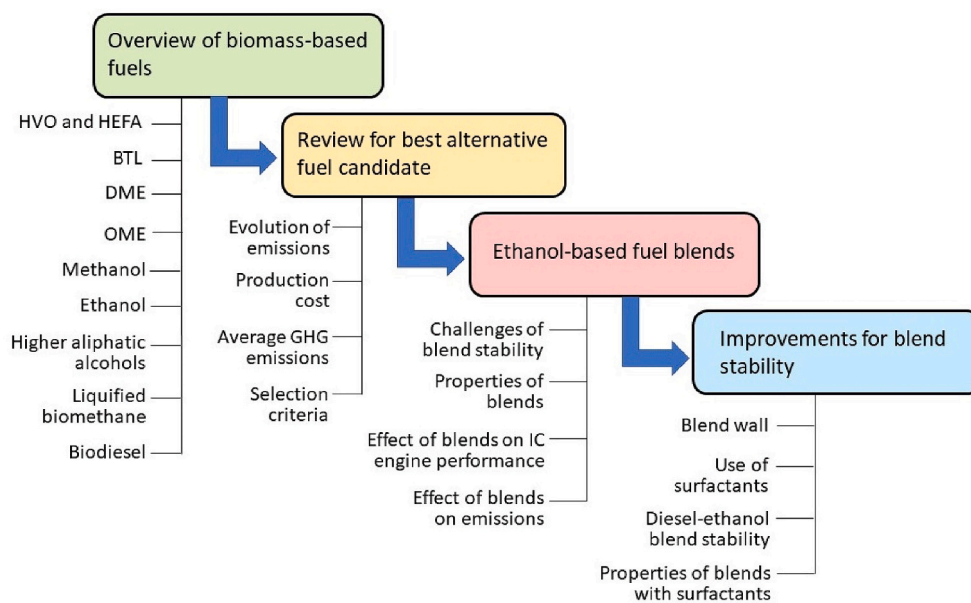 Overview of biomass-based
fuels
HVO and HEFA
BTL
DME
OME
Methanol
Ethanol
Higher aliphatic
alcohols
Liquified
biomethane
Biodiesel
Review for best alternative
fuel candidate
Evolution of
emissions
Production
cost
Average GHG
emissions
Selection
criteria
Ethanol-based fuel blends
Challenges of
blend stability
Properties of
blends
Effect of blends on IC
engine performance
Effect of blends
on emissions
Improvements for blend
stability
Blend wall
Use of
surfactants
Diesel-ethanol
blend stability
Properties of blends
with surfactants